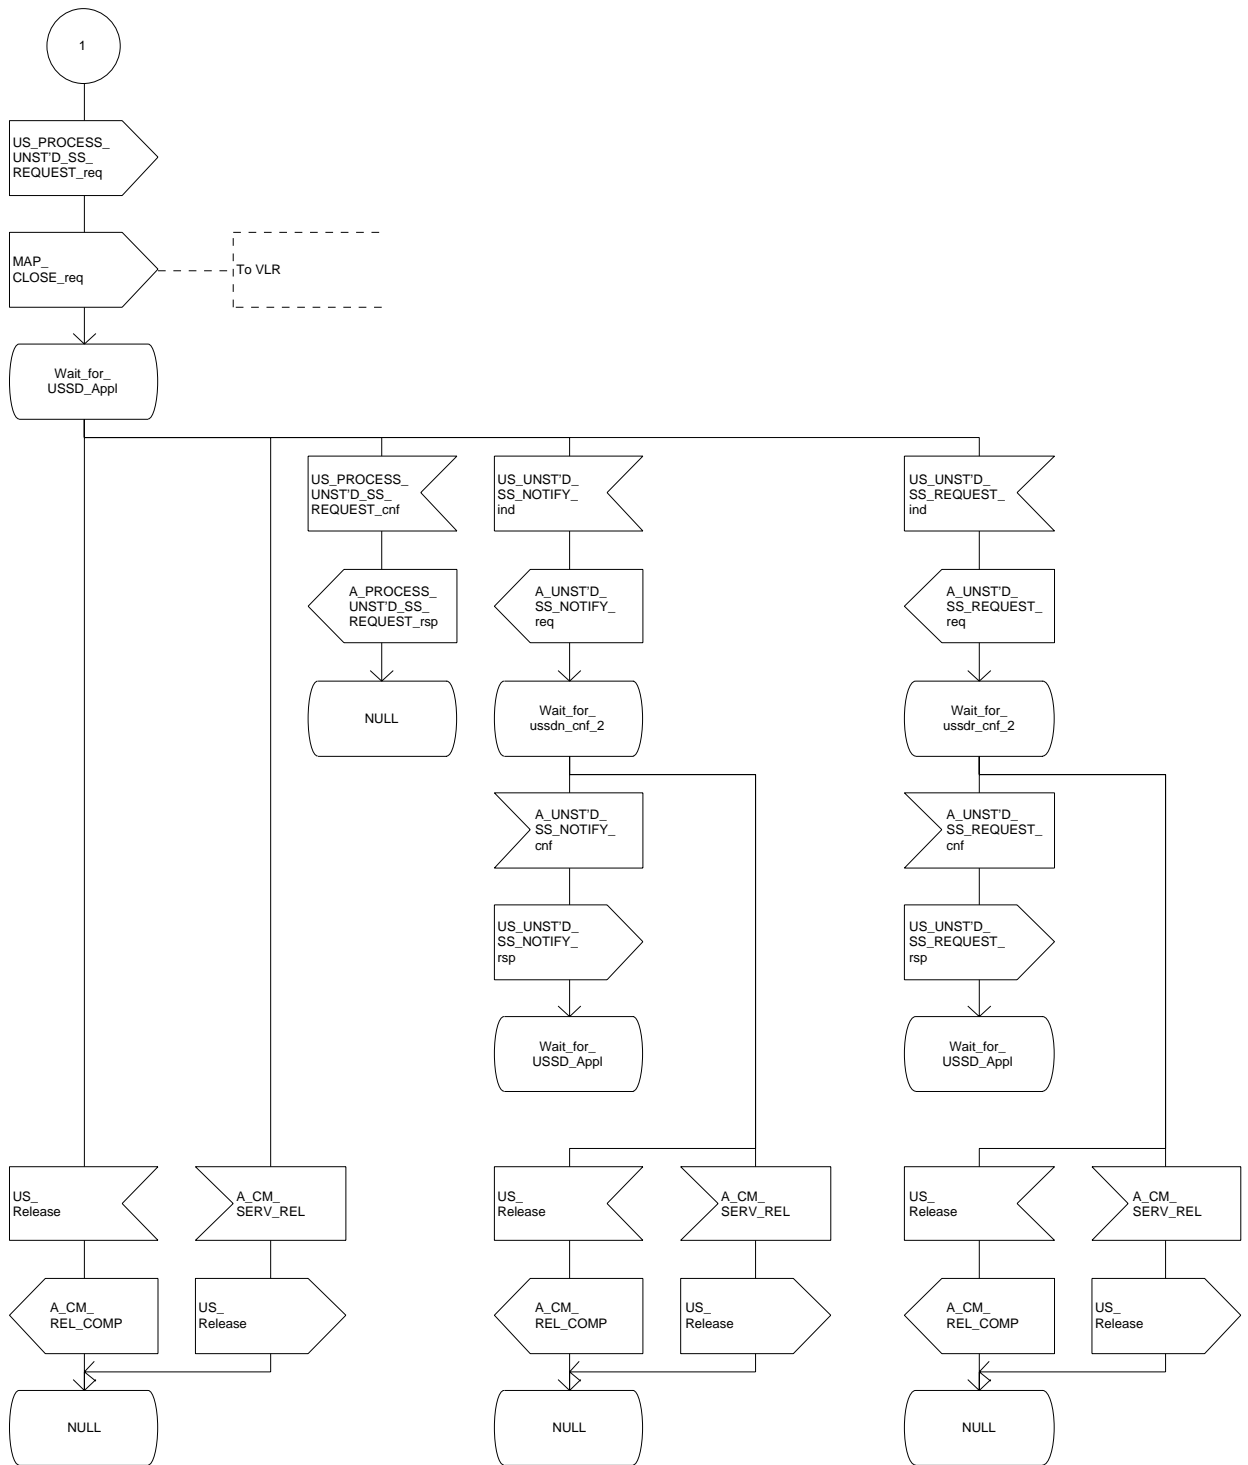 1
US_PROCESS_
UNST'D_SS_
REQUEST_req
MAP_
CLOSE_req
To VLR
Wait_for_
USSD_Appl
US_PROCESS_
UNST'D_SS_
REQUEST_cnf
US_UNST'D_
SS_NOTIFY_
ind
US_UNST'D_
SS_REQUEST_
ind
A_PROCESS_
UNST'D_SS_
REQUEST_rsp
A_UNST'D_
SS_NOTIFY_
req
A_UNST'D_
SS_REQUEST_
req
NULL
Wait_for_
ussdn_cnf_2
Wait_for_
ussdr_cnf_2
A_UNST'D_
SS_NOTIFY_
cnf
A_UNST'D_
SS_REQUEST_
cnf
US_UNST'D_
SS_NOTIFY_
rsp
US_UNST'D_
SS_REQUEST_
rsp
Wait_for_
USSD_Appl
Wait_for_
USSD_Appl
US_
Release
A_CM_
SERV_REL
US_
Release
A_CM_
SERV_REL
US_
Release
A_CM_
SERV_REL
A_CM_
REL_COMP
US_
Release
A_CM_
REL_COMP
US_
Release
A_CM_
REL_COMP
US_
Release
NULL
NULL
NULL